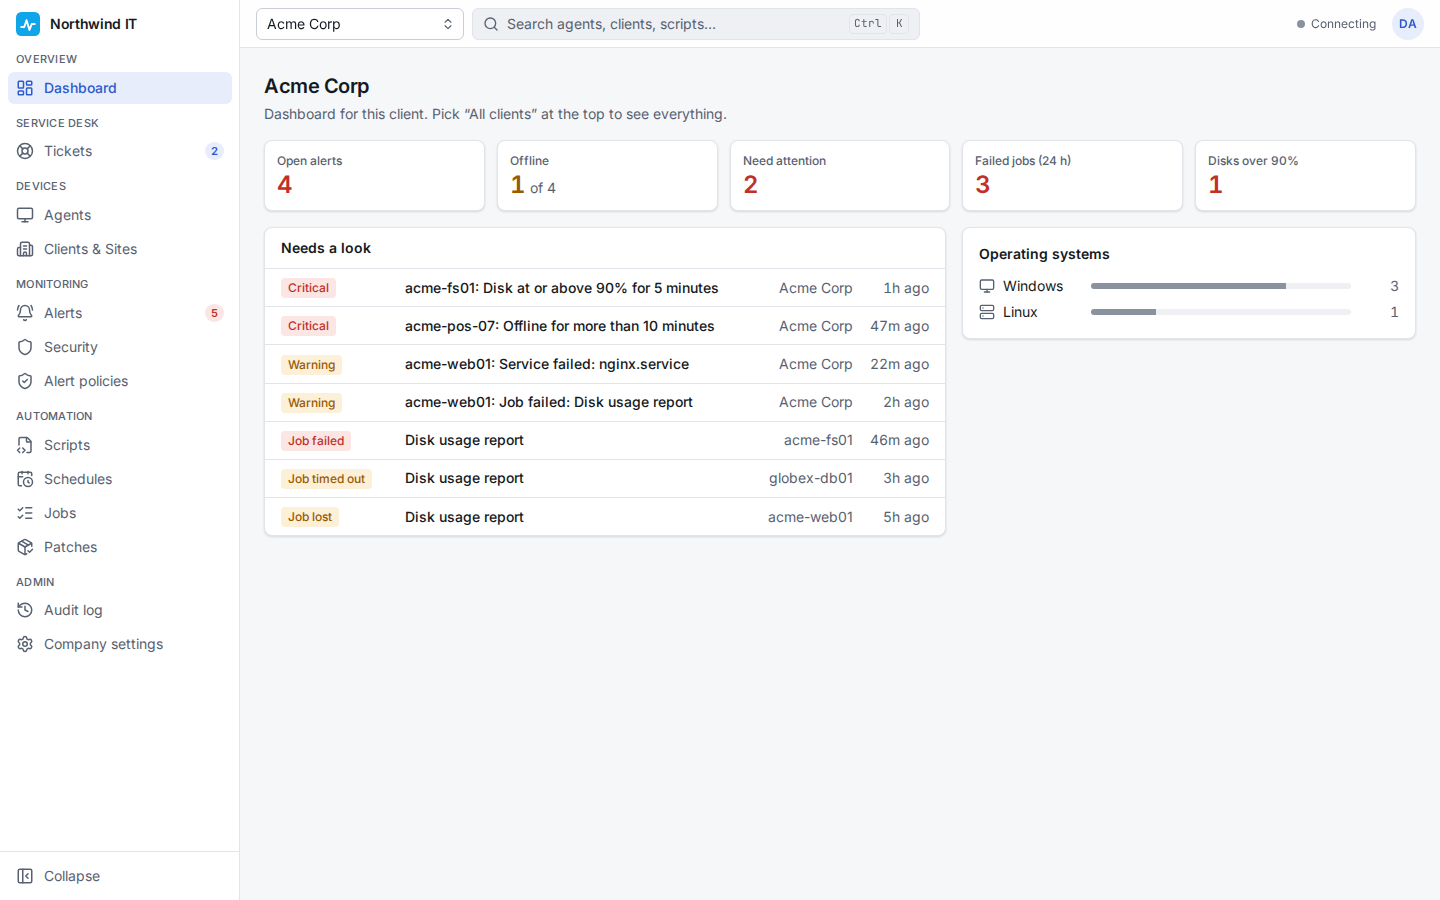 Northwind IT
OVERVIEW
Dashboard
SERVICE DESK
Tickets 2
DEVICES
Agents
Clients & Sites
MONITORING
Alerts 5
Security
Alert policies
AUTOMATION
Scripts
Schedules
Jobs
Patches
ADMIN
Audit log
Company settings
Collapse
Acme Corp
Search agents, clients, scripts...
Ctrl K
Connecting
DA
Acme Corp
Dashboard for this client. Pick “All clients” at the top to see everything.
Open alerts
4
Offline
1 of 4
Need attention
2
Failed jobs (24 h)
3
Disks over 90%
1
Needs a look
Critical acme-fs01: Disk at or above 90% for 5 minutes Acme Corp 1h ago
Critical acme-pos-07: Offline for more than 10 minutes Acme Corp 47m ago
Warning acme-web01: Service failed: nginx.service Acme Corp 22m ago
Warning acme-web01: Job failed: Disk usage report Acme Corp 2h ago
Job failed Disk usage report acme-fs01 46m ago
Job timed out Disk usage report globex-db01 3h ago
Job lost Disk usage report acme-web01 5h ago
Operating systems
Windows 3
Linux 1